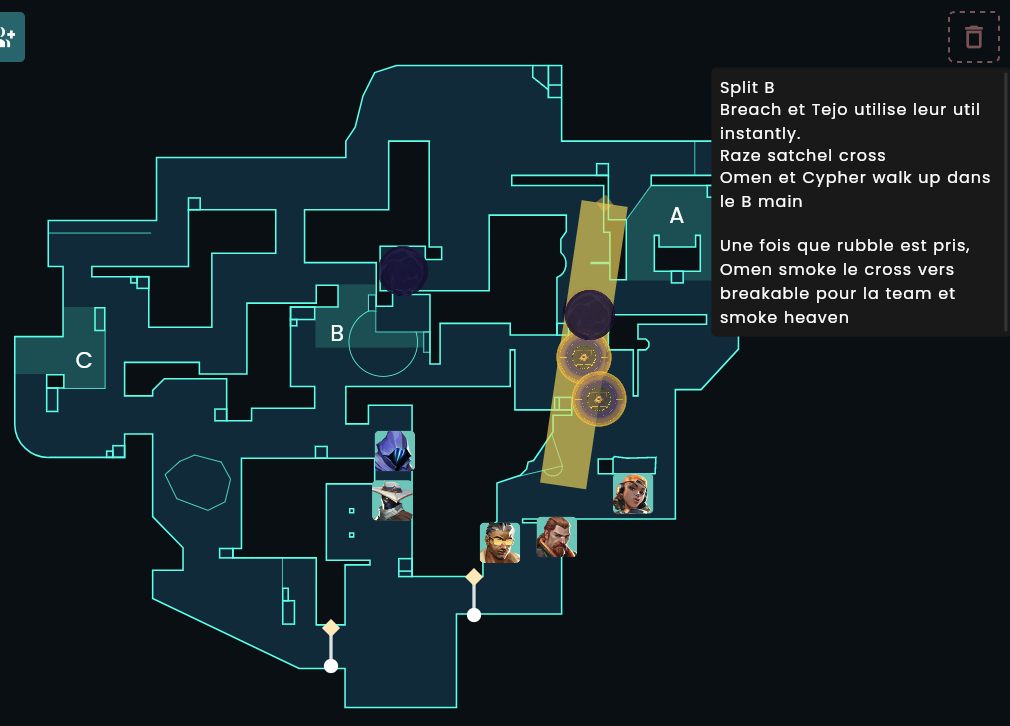 Split B
Breach et Tejo utilise leur util
instantly.
Raze satchel cross
Omen et Cypher walk up dans
le B main
Une fois que rubble est pris,
Omen smoke le cross vers
breakable pour la team et
smoke heaven
A
B
C